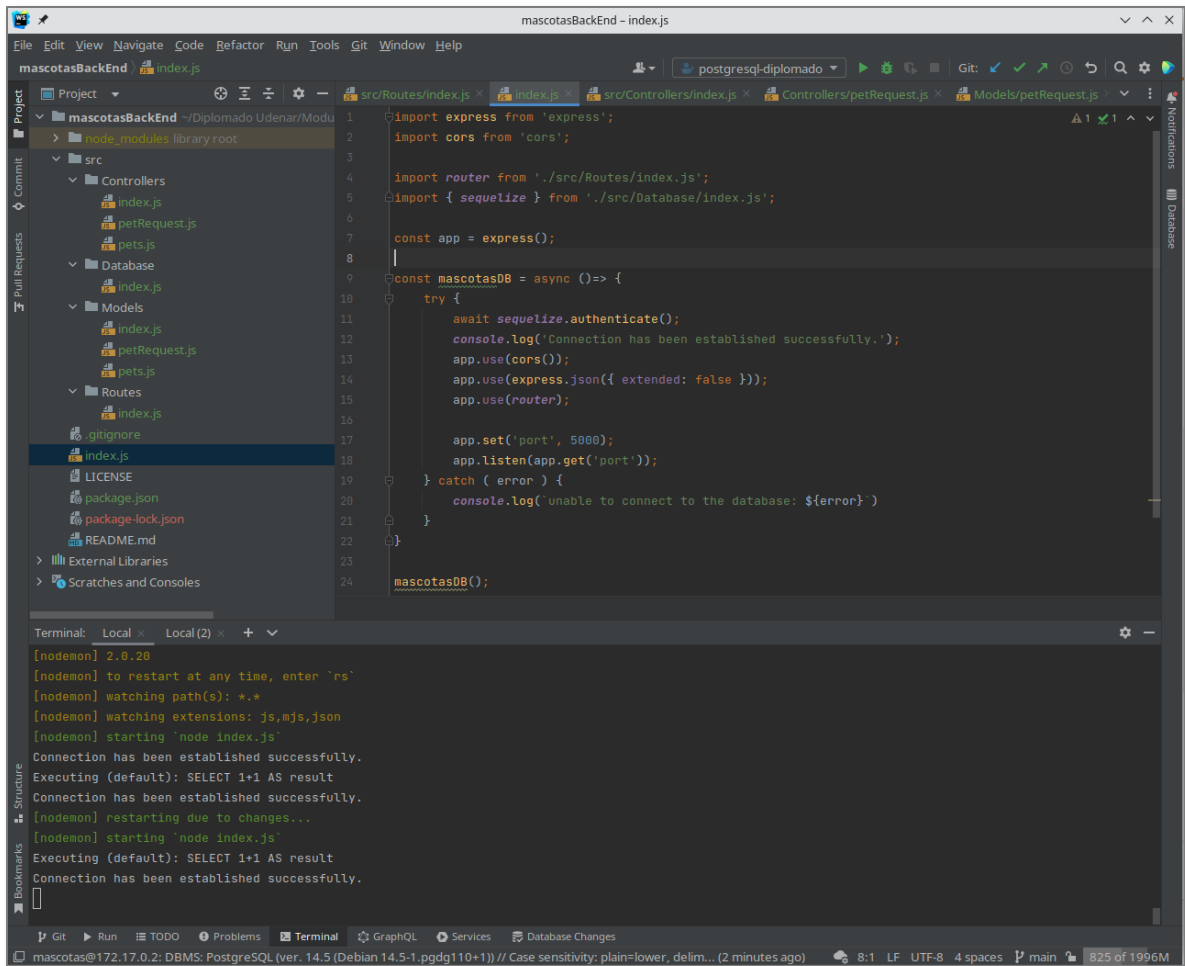 WS
mascotasBackEnd – index.js
File Edit View Navigate Code Refactor Run Tools Git Window Help
mascotasBackEnd index.js
postgresql-diplomado
Git:
Project
src/Routes/index.js
index.js
src/Controllers/index.js
Controllers/petRequest.js
Models/petRequest.js
Project
Commit
Pull Requests
Structure
Bookmarks
Notifications
Database
mascotasBackEnd ~/Diplomado Udenar/Modu
node_modules library root
src
Controllers
index.js
petRequest.js
pets.js
Database
index.js
Models
index.js
petRequest.js
pets.js
Routes
index.js
.gitignore
index.js
LICENSE
package.json
package-lock.json
README.md
External Libraries
Scratches and Consoles
1 import express from 'express';
1 1
2 import cors from 'cors';
3
4 import router from './src/Routes/index.js';
5 import { sequelize } from './src/Database/index.js';
6
7 const app = express();
8
9 const mascotasDB = async ()=> {
10 try {
11 await sequelize.authenticate();
12 console.log('Connection has been established successfully.');
13 app.use(cors());
14 app.use(express.json({ extended: false }));
15 app.use(router);
16
17 app.set('port', 5000);
18 app.listen(app.get('port'));
19 } catch ( error ) {
20 console.log(`unable to connect to the database: ${error}`)
21 }
22 }
23
24 mascotasDB();
Terminal: Local Local (2)
[nodemon] 2.0.20
[nodemon] to restart at any time, enter `rs`
[nodemon] watching path(s): *.*
[nodemon] watching extensions: js,mjs,json
[nodemon] starting `node index.js`
Connection has been established successfully.
Executing (default): SELECT 1+1 AS result
Connection has been established successfully.
[nodemon] restarting due to changes...
[nodemon] starting `node index.js`
Executing (default): SELECT 1+1 AS result
Connection has been established successfully.
Git Run TODO Problems Terminal GraphQL Services Database Changes
mascotas@172.17.0.2: DBMS: PostgreSQL (ver. 14.5 (Debian 14.5-1.pgdg110+1)) // Case sensitivity: plain=lower, delim... (2 minutes ago) 8:1 LF UTF-8 4 spaces main 825 of 1996M